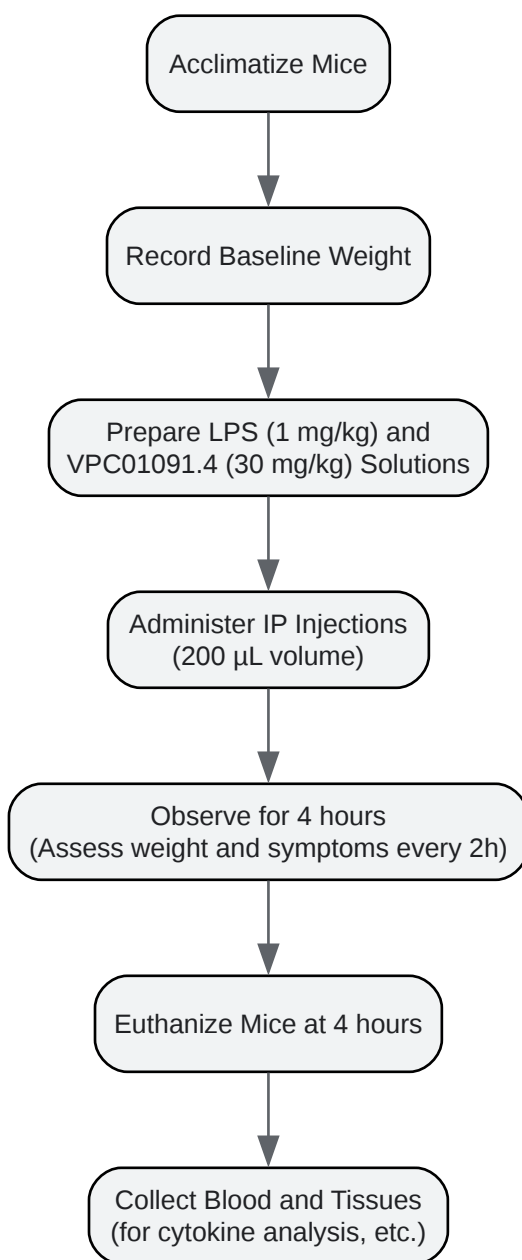 Acclimatize Mice
Record Baseline Weight
Prepare LPS (1 mg/kg) and
VPC01091.4 (30 mg/kg) Solutions
Administer IP Injections
(200 µL volume)
Observe for 4 hours
(Assess weight and symptoms every 2h)
Euthanize Mice at 4 hours
Collect Blood and Tissues
(for cytokine analysis, etc.)